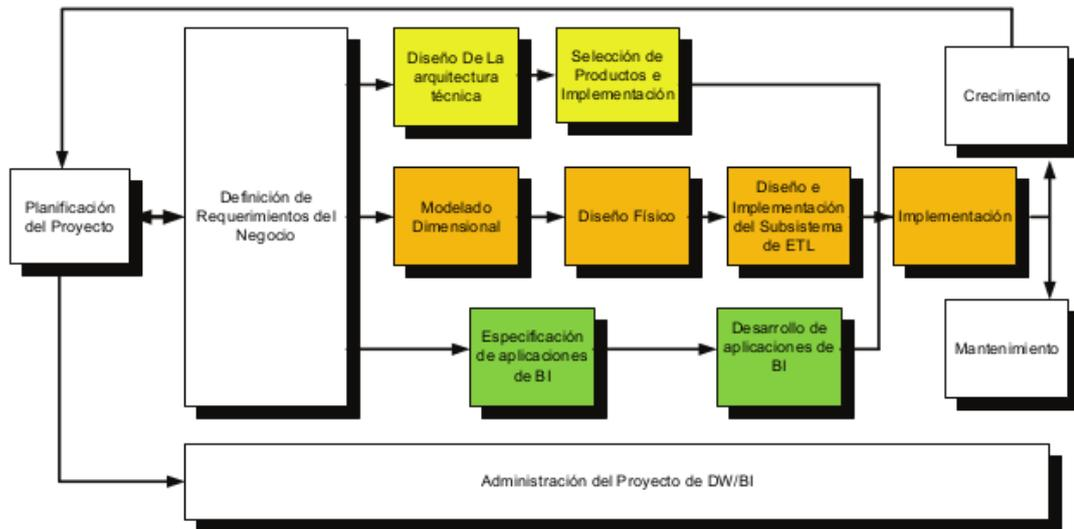 Planificación
del Proyecto
Definición de
Requerimientos del
Negocio
Diseño De La
arquitectura
técnica
Selección de
Productos e
Implementación
Modelado
Dimensional
Diseño Físico
Diseño e
Implementación
del Subsistema
de ETL
Implementación
Especificación
de aplicaciones
de BI
Desarrollo de
aplicaciones de
BI
Crecimiento
Mantenimiento
Administración del Proyecto de DW/BI